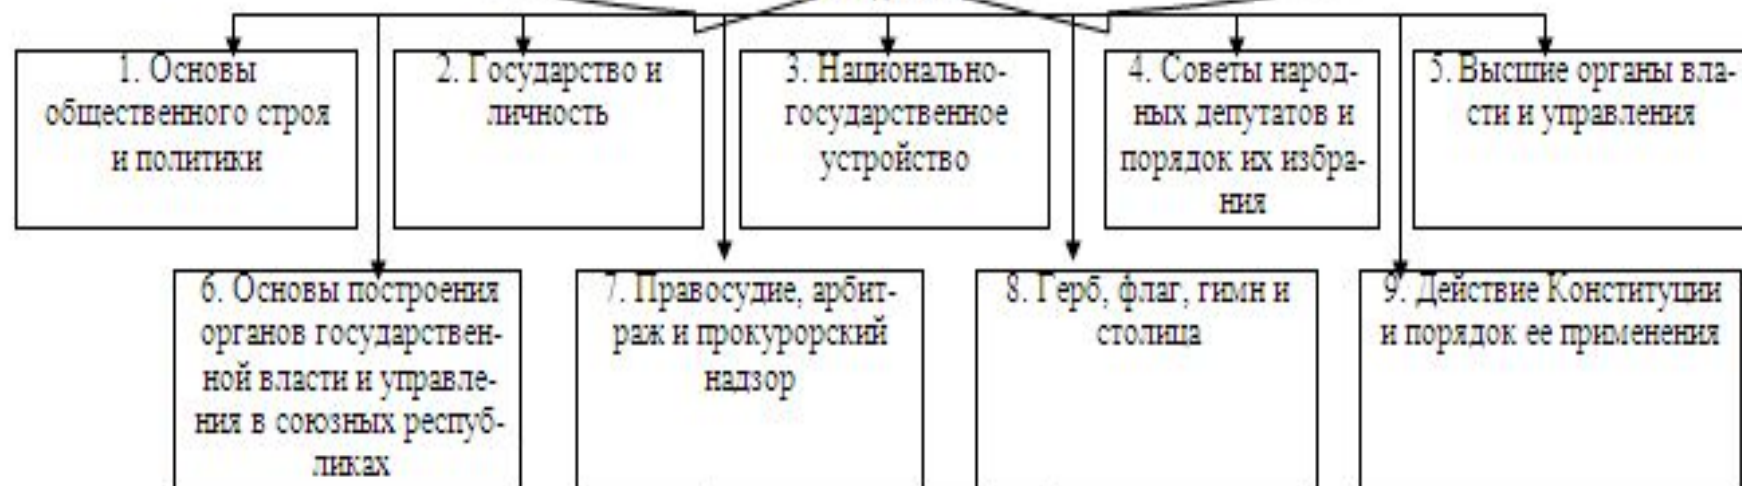 1. Основы
общественного строя
и политики
2. Государство и
личность
3. Национально-
государственное
устройство
4. Советы народ-
ных депутатов и
порядок их избра-
ния
5. Высшие органы вла-
сти и управления
6. Основы построения
органов государствен-
ной власти и управле-
ния в союзных респуб-
ликах
7. Правосудие, арбит-
раж и прокурорский
надзор
8. Герб, флаг, гимн и
столица
9. Действие Конституции
и порядок ее применения